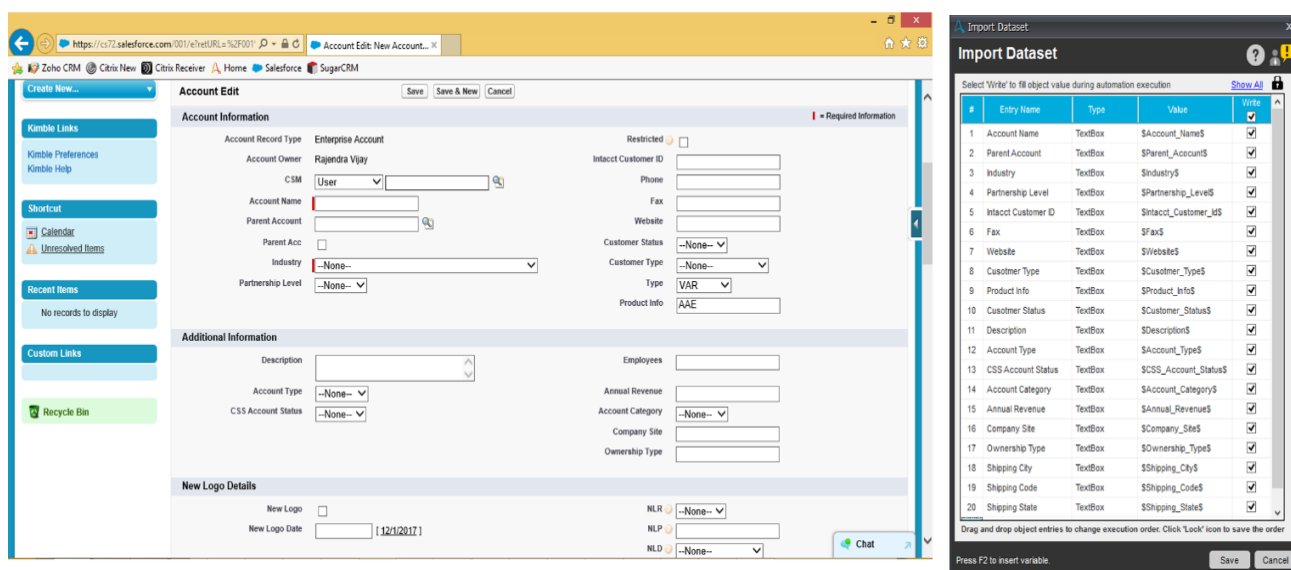 https://cs72.salesforce.com/001/e?retURL=%2F001'
Account Edit: New Account...
Zoho CRM Citrix New Citrix Receiver Home Salesforce SugarCRM
Create New...
Kimble Links
Kimble Preferences
Kimble Help
Shortcut
Calendar
Unresolved Items
Recent Items
No records to display
Custom Links
Recycle Bin
Account Edit Save Save & New Cancel
Account Information = Required Information
Account Record Type Enterprise Account Restricted
Account Owner Rajendra Vijay Intacct Customer ID
CSM User Phone
Account Name Fax
Parent Account Website
Parent Acc Customer Status --None--
Industry --None-- Customer Type --None--
Partnership Level --None-- Type VAR
Product Info AAE
Additional Information
Description Employees
Account Type --None-- Annual Revenue
CSS Account Status --None-- Account Category --None--
Company Site
Ownership Type
New Logo Details
New Logo NLR --None--
New Logo Date [ 12/1/2017 ] NLP
NLD --None--
Chat
Import Dataset
Import Dataset
Select 'Write' to fill object value during automation execution Show All
# Entry Name Type Value Write
1 Account Name TextBox $Account_Name$
2 Parent Account TextBox $Parent_Acocunt$
3 Industry TextBox $Industry$
4 Partnership Level TextBox $Partnership_Level$
5 Intacct Customer ID TextBox $Intacct_Customer_Id$
6 Fax TextBox $Fax$
7 Website TextBox $Website$
8 Cusotmer Type TextBox $Cusotmer_Type$
9 Product Info TextBox $Product_Info$
10 Cusotmer Status TextBox $Customer_Status$
11 Description TextBox $Description$
12 Account Type TextBox $Account_Type$
13 CSS Account Status TextBox $CSS_Account_Status$
14 Account Category TextBox $Account_Category$
15 Annual Revenue TextBox $Annual_Revenue$
16 Company Site TextBox $Company_Site$
17 Ownership Type TextBox $Ownership_Type$
18 Shipping City TextBox $Shipping_City$
19 Shipping Code TextBox $Shipping_Code$
20 Shipping State TextBox $Shipping_State$
Drag and drop object entries to change execution order. Click 'Lock' icon to save the order
Press F2 to insert variable. Save Cancel